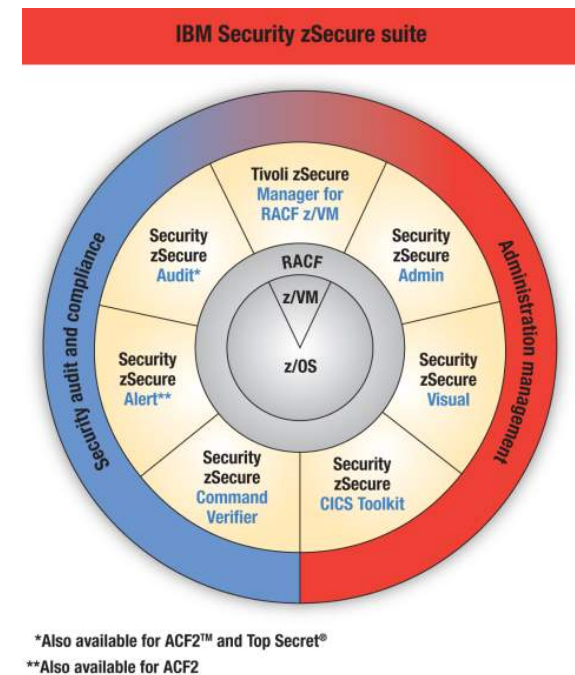 IBM Security zSecure suite
Tivoli zSecure
Manager for
RACF z/VM
Security
zSecure
Audit*
Security
zSecure
Admin
RACF
z/VM
z/OS
Security
zSecure
Alert**
Security
zSecure
Visual
Security
zSecure
Command
Verifier
Security
zSecure
CICS Toolkit
Security audit and compliance
Administration management
*Also available for ACF2™ and Top Secret®
**Also available for ACF2